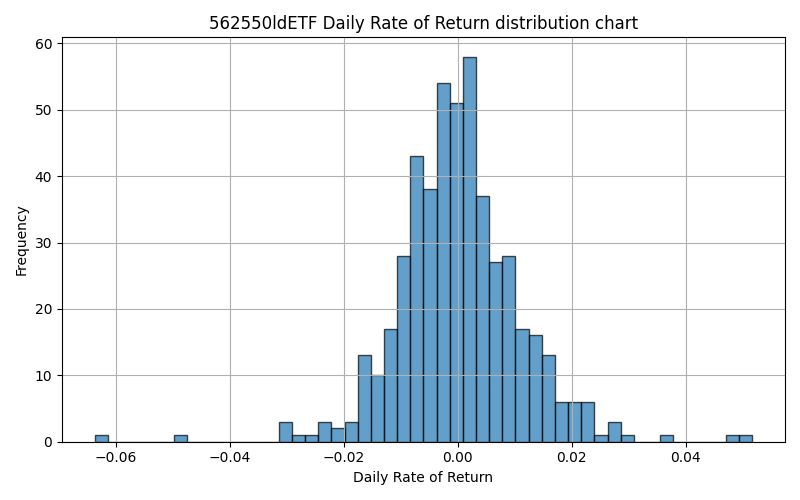 562550ldETF Daily Rate of Return distribution chart
60
50
40
30
20
10
0
Frequency
−0.06 −0.04 −0.02 0.00 0.02 0.04
Daily Rate of Return